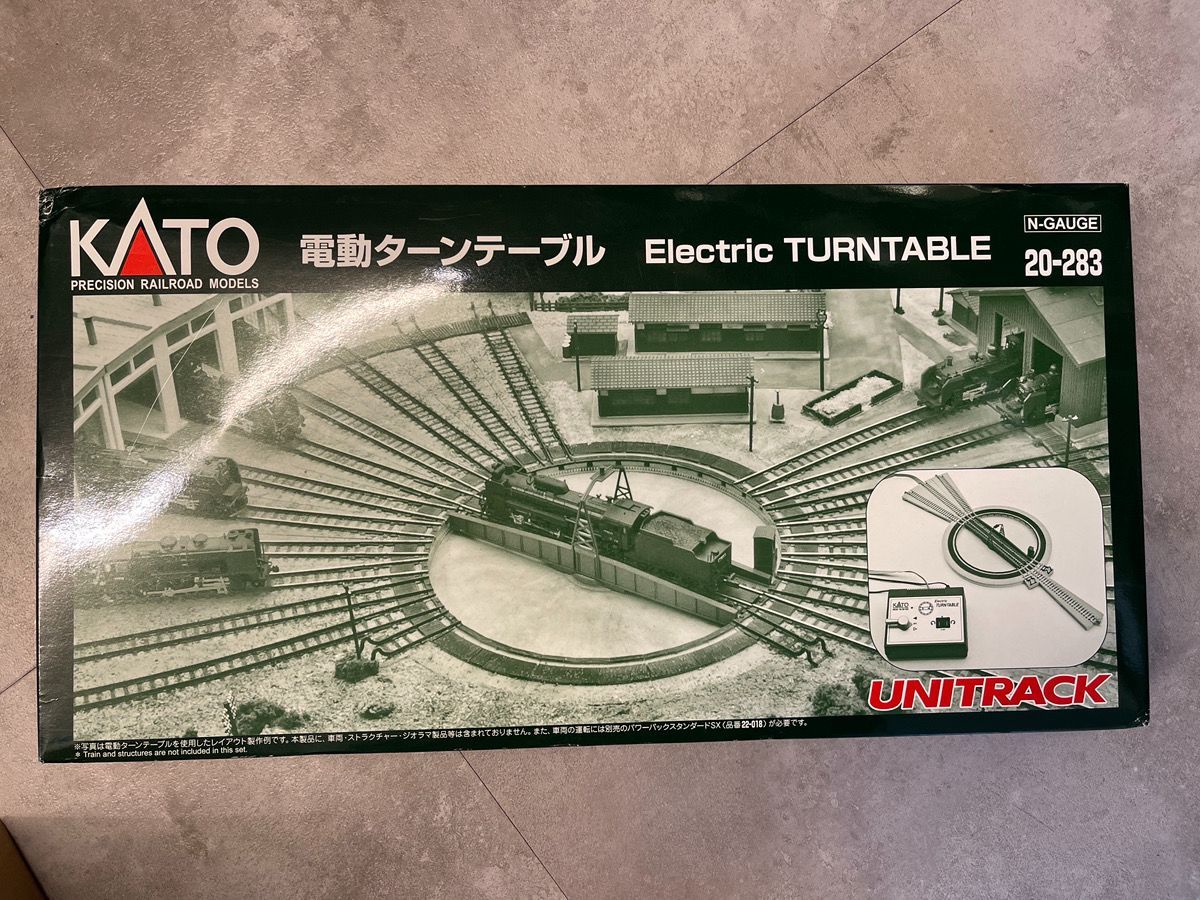 KATO
PRECISION RAILROAD MODELS
電動ターンテーブル Electric TURNTABLE
N-GAUGE
20-283
KATO
Electric
TURNTABLE
UNITRACK
※写真は電動ターンテーブルを使用したレイアウト製作例です。本製品に、車両・ストラクチャー・ジオラマ製品等は含まれておりません。また、車両の運転には別売のパワーパックスタンダードSX(品番22-018)が必要です。
* Train and structures are not included in this set.